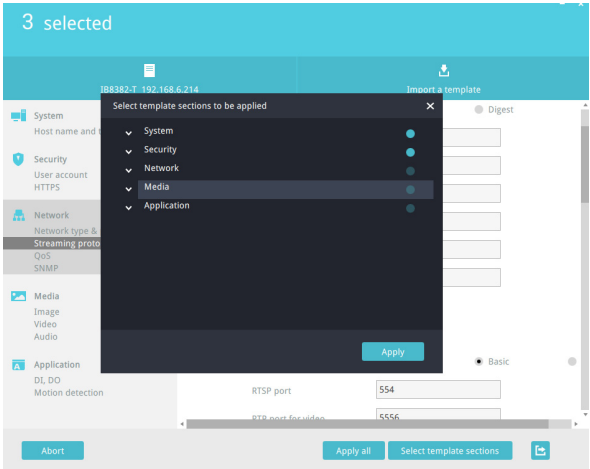 3 selected
IB8382-T 192.168.6.214
Import a template
Select template sections to be applied
System
Security
Network
Media
Application
Apply
System
Host name and
Security
User account
HTTPS
Network
Network type &
Streaming proto
QoS
SNMP
Media
Image
Video
Audio
Application
DI, DO
Motion detection
Digest
Basic
RTSP port
554
RTP port for video
5556
Abort
Apply all
Select template sections